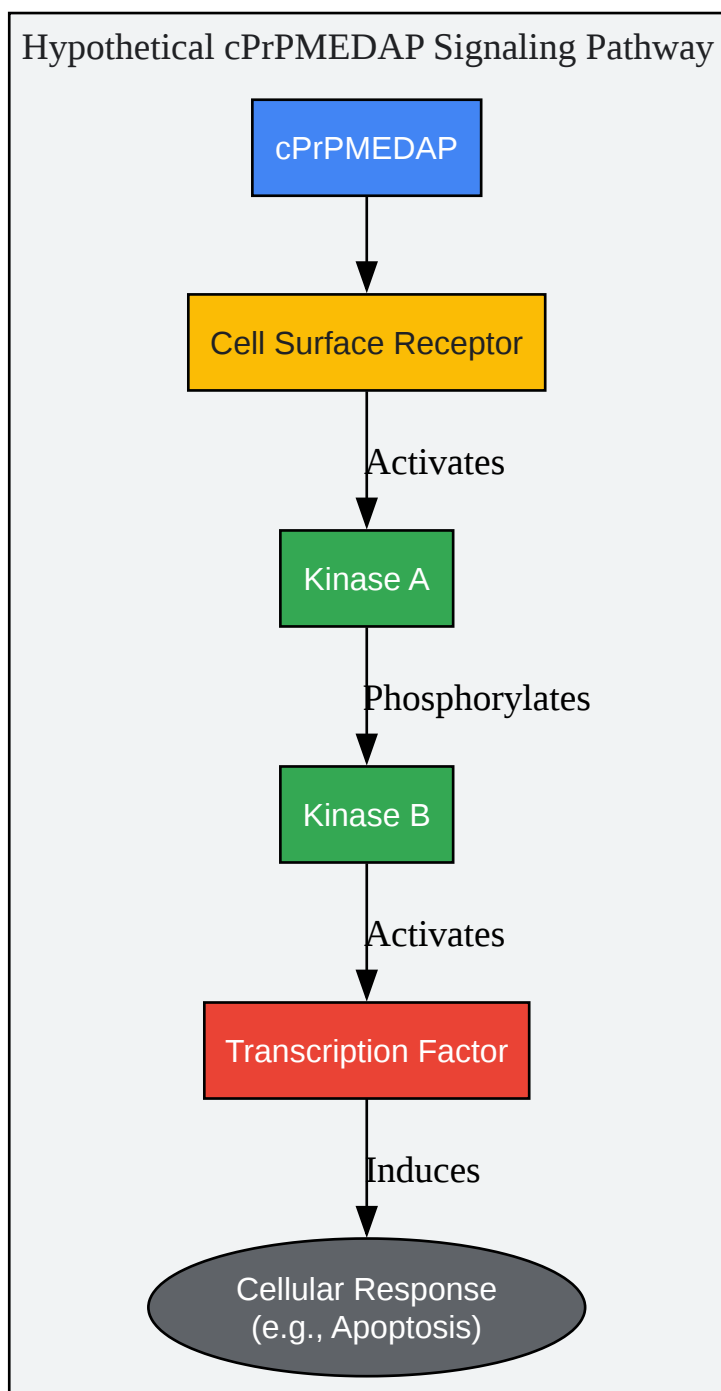 Hypothetical cPrPMEDAP Signaling Pathway
cPrPMEDAP
Cell Surface Receptor
Activates
Kinase A
Phosphorylates
Kinase B
Activates
Transcription Factor
Induces
Cellular Response
(e.g., Apoptosis)